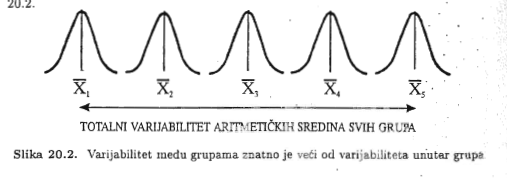 20.2.
X̅₁ X̅₂ X̅₃ X̅₄ X̅₅
TOTALNI VARIJABILITET ARITMETIČKIH SREDINA SVIH GRUPA
Slika 20.2. Varijabilitet među grupama znatno je veći od varijabiliteta unutar grupa